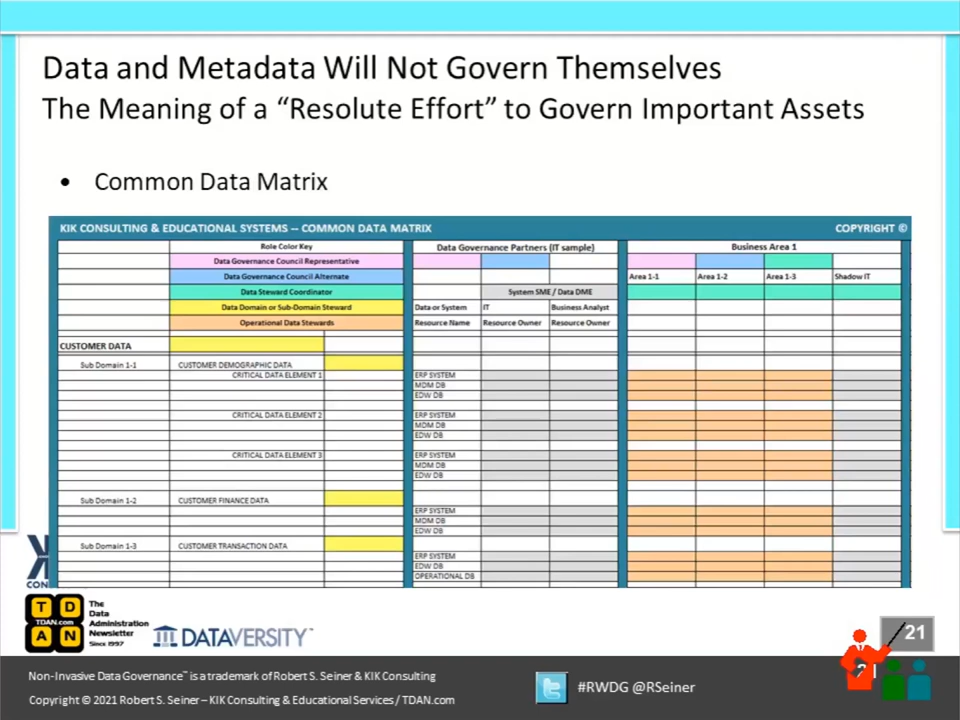 Data and Metadata Will Not Govern Themselves
The Meaning of a “Resolute Effort” to Govern Important Assets
• Common Data Matrix
KIK CONSULTING & EDUCATIONAL SYSTEMS -- COMMON DATA MATRIX COPYRIGHT ©
Role Color Key Data Governance Partners (IT sample) Business Area 1
Data Governance Council Representative
Data Governance Council Alternate Area 1-1 Area 1-2 Area 1-3 Shadow IT
Data Steward Coordinator System SME / Data DME
Data Domain or Sub-Domain Steward Data or System IT Business Analyst
Operational Data Stewards Resource Name Resource Owner Resource Owner
CUSTOMER DATA
Sub Domain 1-1 CUSTOMER DEMOGRAPHIC DATA
CRITICAL DATA ELEMENT 1 ERP SYSTEM
MDM DB
EDW DB
CRITICAL DATA ELEMENT 2 ERP SYSTEM
MDM DB
EDW DB
CRITICAL DATA ELEMENT 3 ERP SYSTEM
MDM DB
EDW DB
Sub Domain 1-2 CUSTOMER FINANCE DATA
ERP SYSTEM
MDM DB
EDW DB
Sub Domain 1-3 CUSTOMER TRANSACTION DATA
ERP SYSTEM
EDW DB
OPERATIONAL DB
CON
T D
TDAN.com
A N
The
Data
Administration
Newsletter
Since 1997
DATAVERSITY™
21
Non-Invasive Data Governance™ is a trademark of Robert S. Seiner & KIK Consulting
Copyright © 2021 Robert S. Seiner – KIK Consulting & Educational Services / TDAN.com
#RWDG @RSeiner